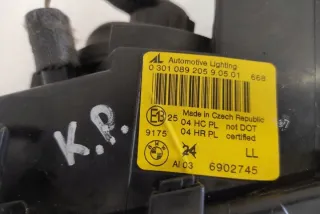 AL Automotive Lighting
0 301 089 205 9 05 01 668
Made in Czech Republic
E8 25 04 HC PL not DOT
9175 04 HR PL certified
BMW 24 LL
AI 03 6902745
K.P.